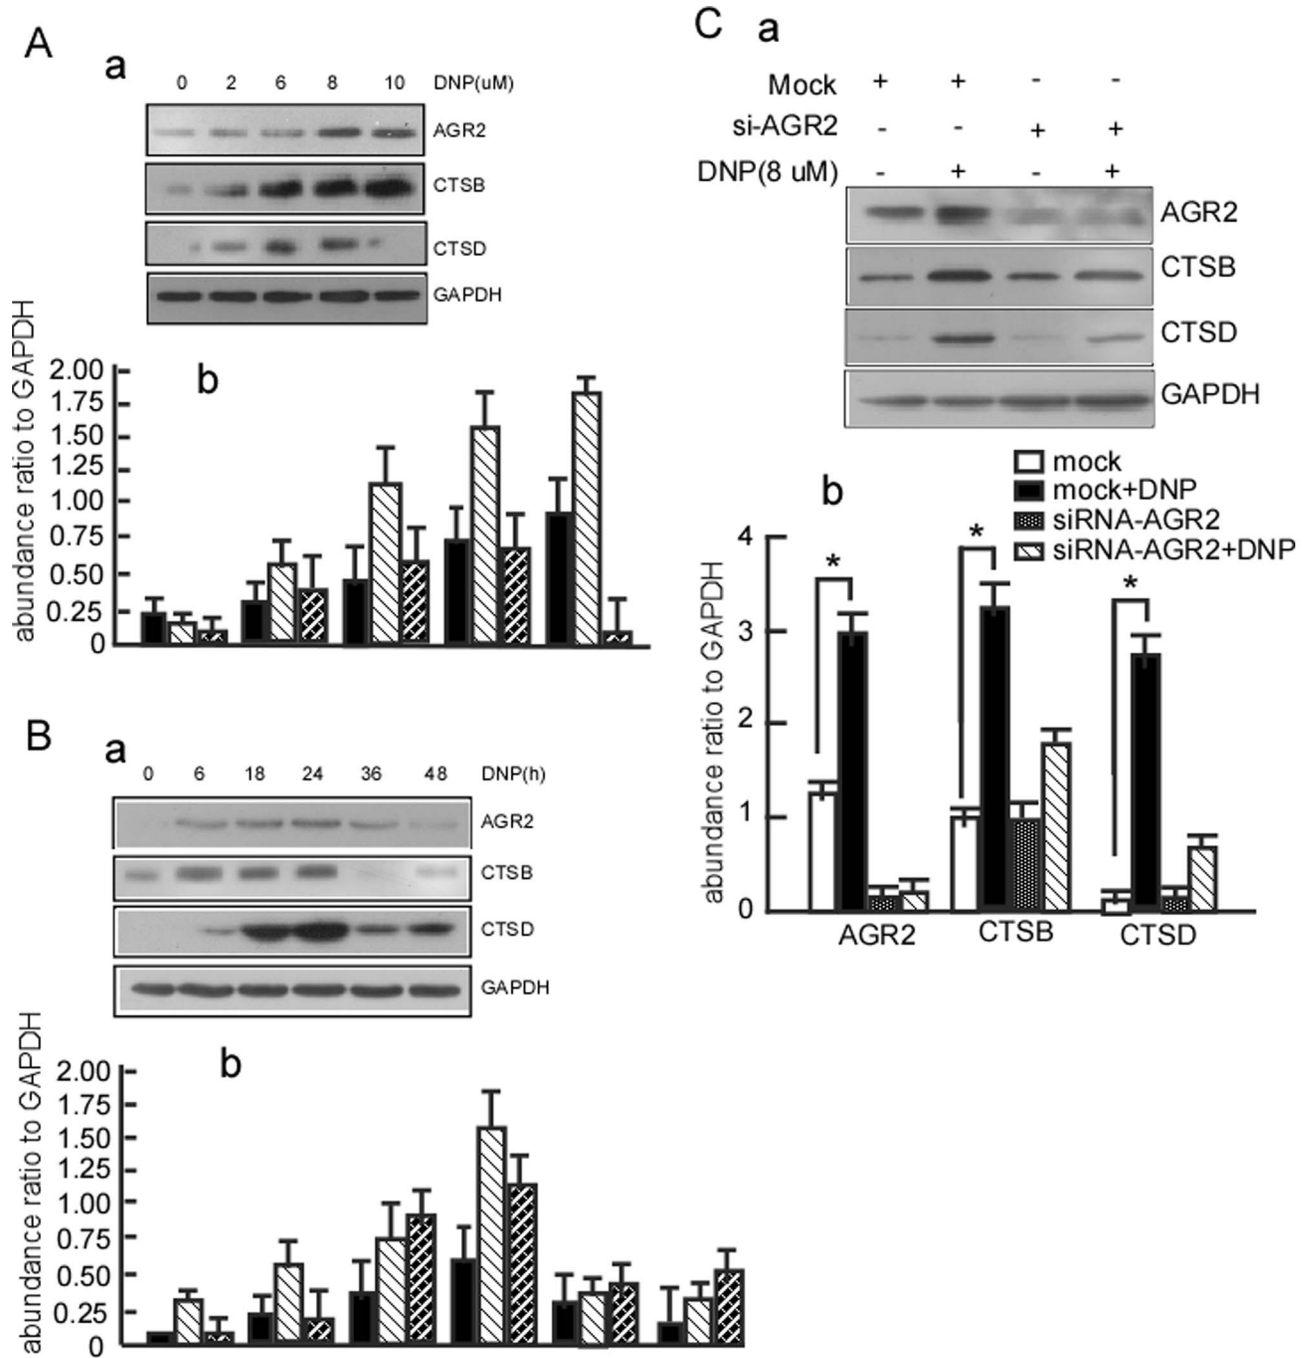 A
a
0 2 6 8 10 DNP(uM)
AGR2
CTSB
CTSD
GAPDH
b
abundance ratio to GAPDH
2.00
1.75
1.50
1.25
1.00
0.75
0.50
0.25
0
B
a
0 6 18 24 36 48 DNP(h)
AGR2
CTSB
CTSD
GAPDH
b
abundance ratio to GAPDH
2.00
1.75
1.50
1.25
1.00
0.75
0.50
0.25
0
C
a
Mock + + - -
si-AGR2 - - + +
DNP(8 uM) - + - +
AGR2
CTSB
CTSD
GAPDH
b
mock
mock+DNP
siRNA-AGR2
siRNA-AGR2+DNP
abundance ratio to GAPDH
4
3
2
1
0
* * *
AGR2 CTSB CTSD